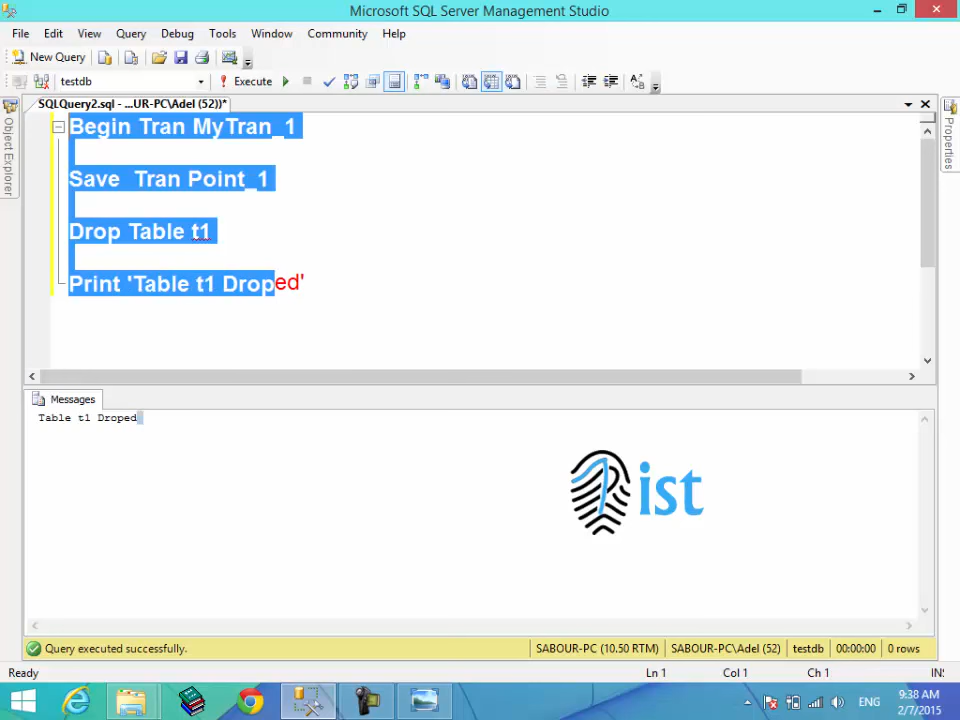 Microsoft SQL Server Management Studio
File Edit View Query Debug Tools Window Community Help
New Query
testdb Execute
SQLQuery2.sql - ...UR-PC\Adel (52))*
Object Explorer
Properties
Begin Tran MyTran_1
Save Tran Point_1
Drop Table t1
Print 'Table t1 Droped'
Messages
Table t1 Droped
ist
Query executed successfully. SABOUR-PC (10.50 RTM) SABOUR-PC\Adel (52) testdb 00:00:00 0 rows
Ready Ln 1 Col 1 Ch 1 INS
ENG
9:38 AM
2/7/2015